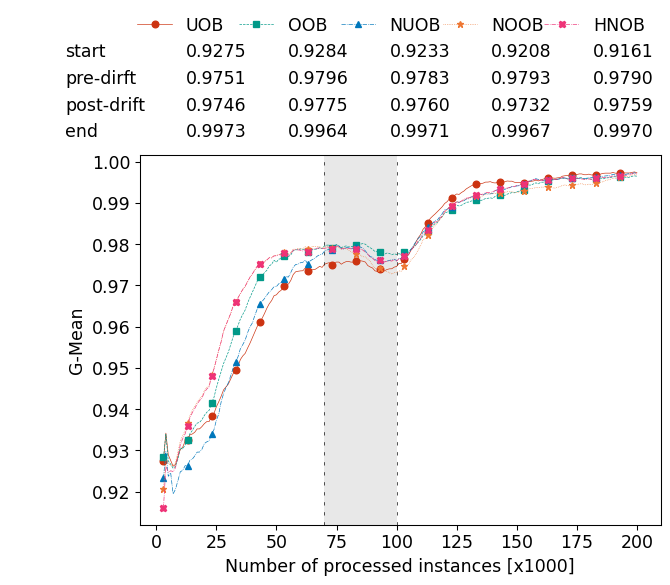 UOB OOB NUOB NOOB HNOB
start 0.9275 0.9284 0.9233 0.9208 0.9161
pre-dirft 0.9751 0.9796 0.9783 0.9793 0.9790
post-drift 0.9746 0.9775 0.9760 0.9732 0.9759
end 0.9973 0.9964 0.9971 0.9967 0.9970
1.00
0.99
0.98
0.97
0.96
0.95
0.94
0.93
0.92
G-Mean
0 25 50 75 100 125 150 175 200
Number of processed instances [x1000]